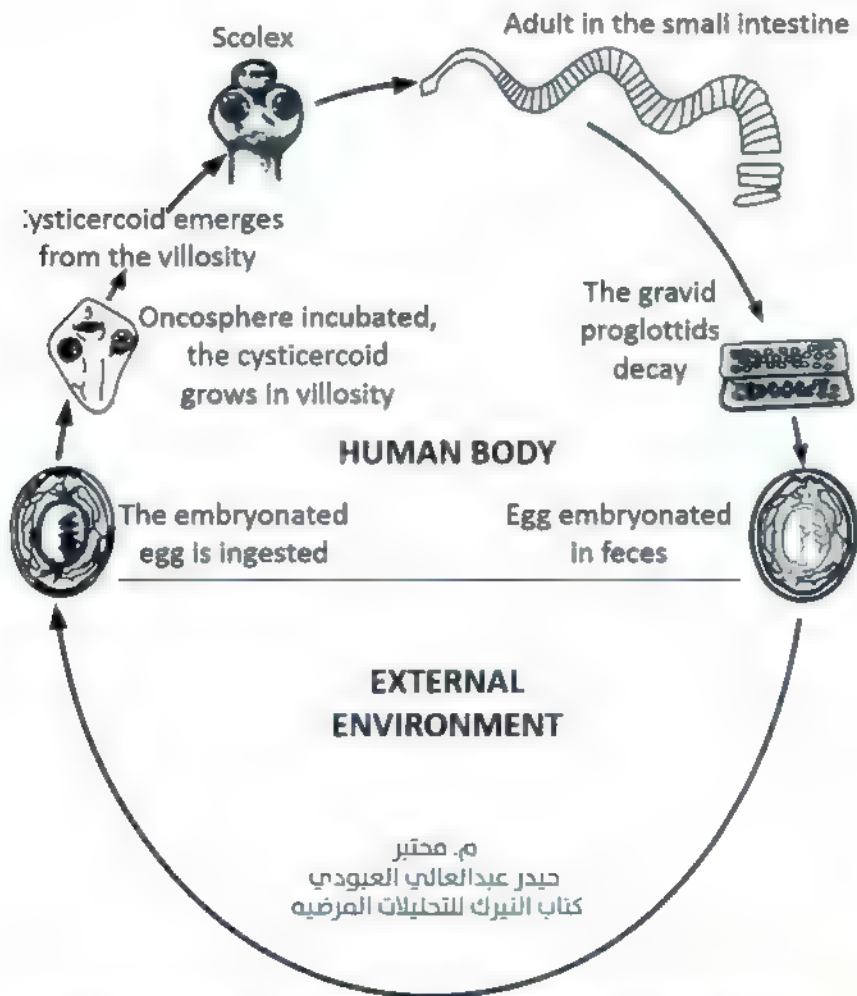 Scolex
Adult in the small intestine
ysticercoid emerges
from the villosity
Oncosphere incubated,
the cysticercoid
grows in villosity
The gravid
proglottids
decay
HUMAN BODY
The embryonated
egg is ingested
Egg embryonated
in feces
EXTERNAL
ENVIRONMENT
م. مختبر
حيدر عبدالعالي العبودي
كتاب النيرك للتحليلات المرضيه